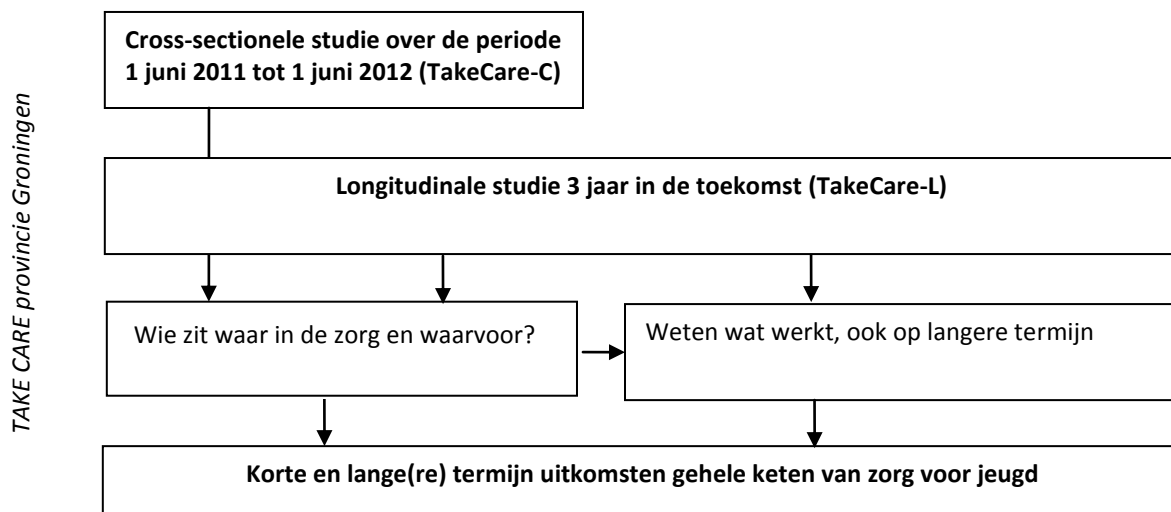 Cross-sectionele studie over de periode
1 juni 2011 tot 1 juni 2012 (TakeCare-C)
TAKE CARE provincie Groningen
Longitudinale studie 3 jaar in de toekomst (TakeCare-L)
Wie zit waar in de zorg en waarvoor?
Weten wat werkt, ook op langere termijn
Korte en lange(re) termijn uitkomsten gehele keten van zorg voor jeugd